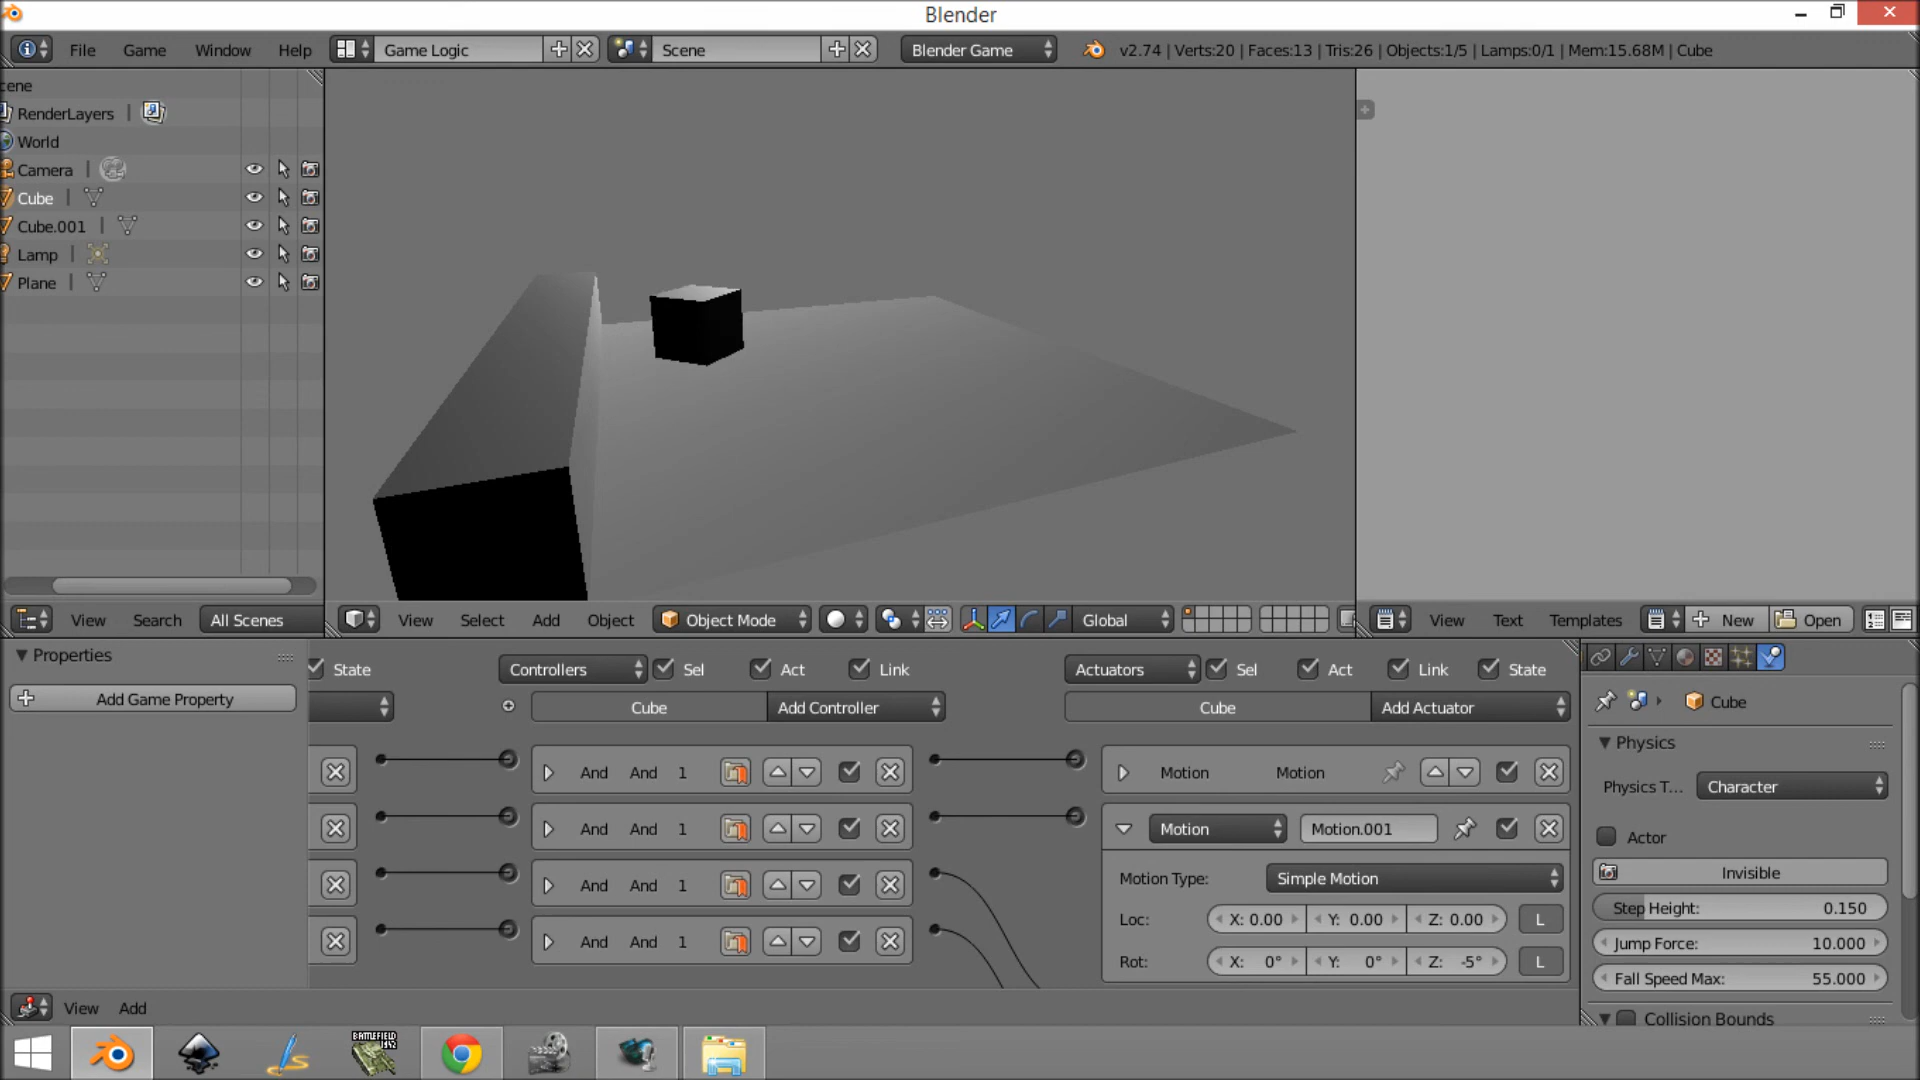 Blender
File Game Window Help Game Logic Scene Blender Game v2.74 | Verts:20 | Faces:13 | Tris:26 | Objects:1/5 | Lamps:0/1 | Mem:15.68M | Cube
cene
RenderLayers
World
Camera
Cube
Cube.001
Lamp
Plane
View Search All Scenes
View Select Add Object Object Mode Global
View Text Templates New Open
Properties
Add Game Property
State Controllers Sel Act Link Actuators Sel Act Link State
Cube Add Controller Cube Add Actuator
And And 1 Motion Motion
And And 1 Motion Motion.001
And And 1 Motion Type: Simple Motion
Loc: X: 0.00 Y: 0.00 Z: 0.00 L
And And 1
Rot: X: 0° Y: 0° Z: -5° L
View Add
Cube
Physics
Physics T... Character
Actor
Invisible
Step Height: 0.150
Jump Force: 10.000
Fall Speed Max: 55.000
Collision Bounds
BATTLEFIELD
1942